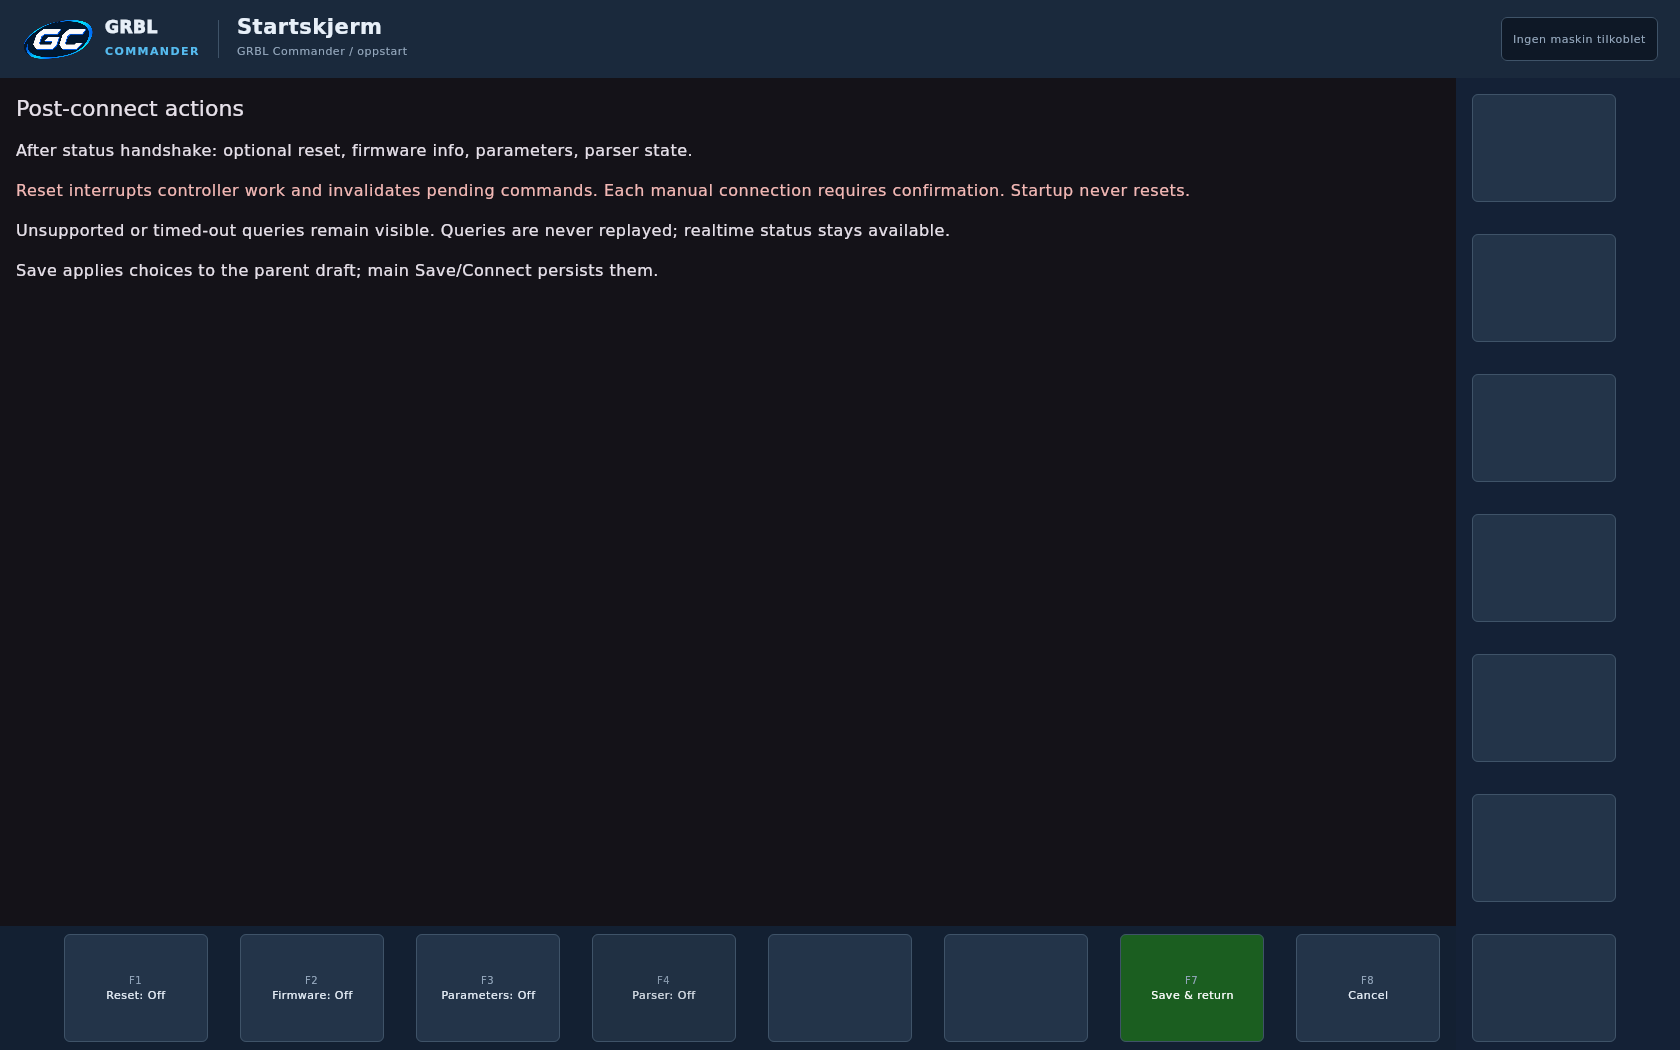 GC
GRBL
COMMANDER
Startskjerm
GRBL Commander / oppstart
Ingen maskin tilkoblet
Post-connect actions
After status handshake: optional reset, firmware info, parameters, parser state.
Reset interrupts controller work and invalidates pending commands. Each manual connection requires confirmation. Startup never resets.
Unsupported or timed-out queries remain visible. Queries are never replayed; realtime status stays available.
Save applies choices to the parent draft; main Save/Connect persists them.
F1
Reset: Off
F2
Firmware: Off
F3
Parameters: Off
F4
Parser: Off
F7
Save & return
F8
Cancel